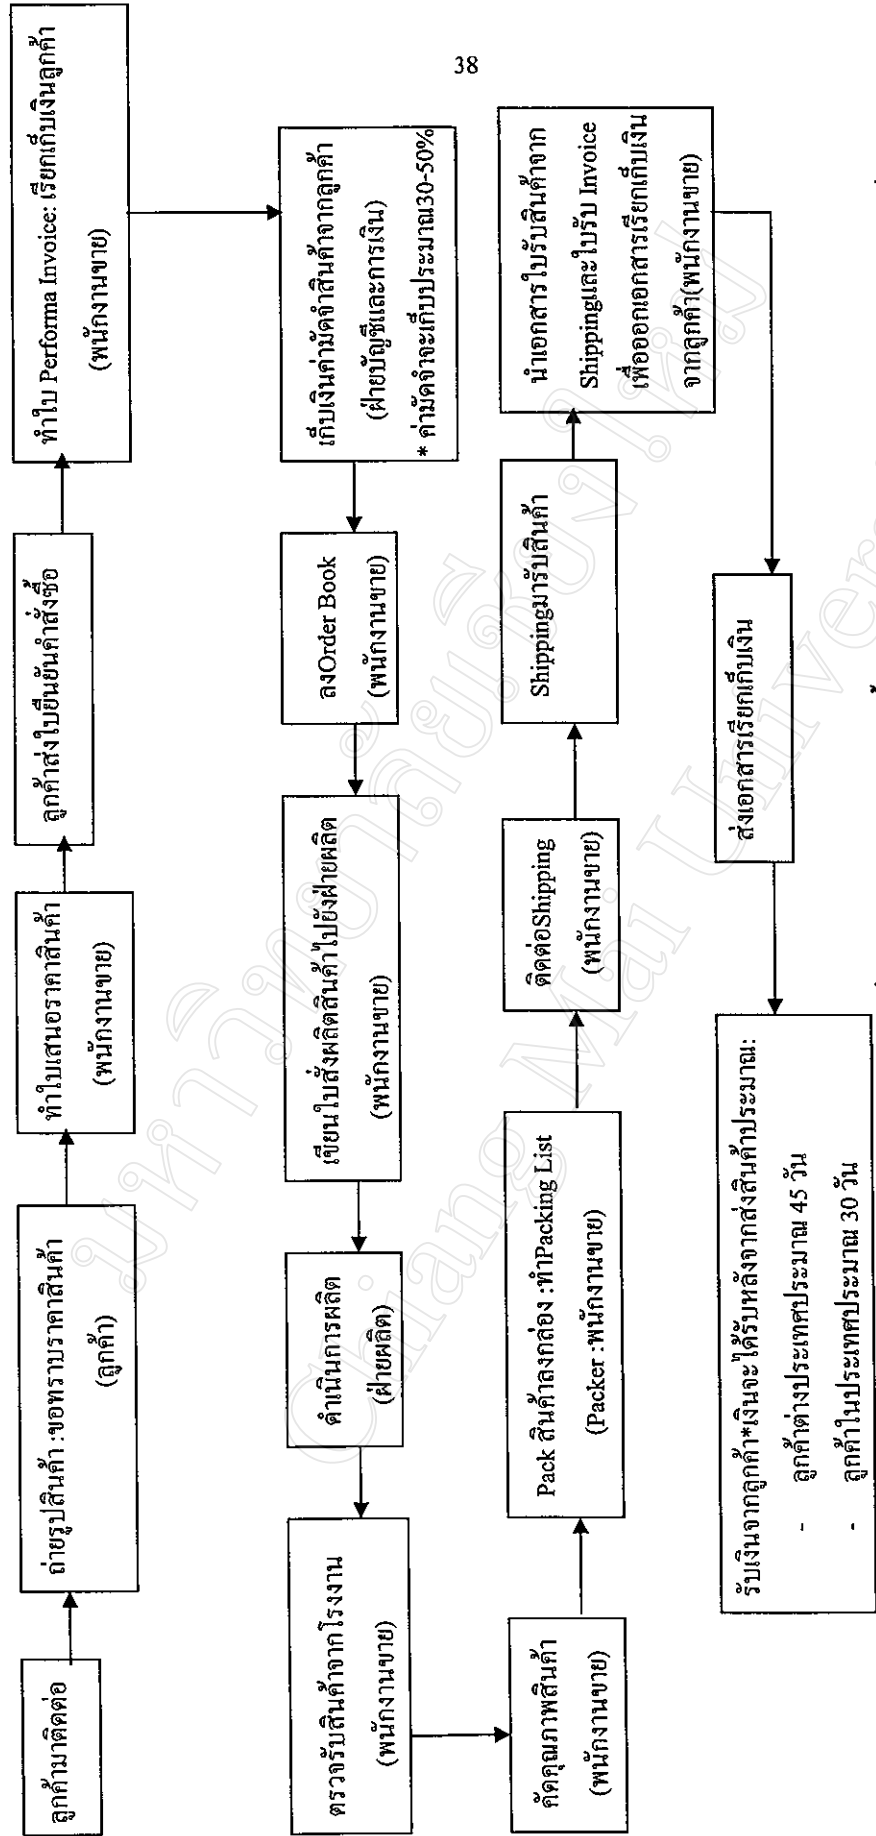 38
ลูกค้ามาติดต่อ
ถ่ายรูปสินค้า :ขอทราบราคาสินค้า
(ลูกค้า)
ทำใบเสนอราคาสินค้า
(พนักงานขาย)
ลูกค้าส่งใบยืนยันคำสั่งซื้อ
ทำใบ Performa Invoice: เรียกเก็บเงินลูกค้า
(พนักงานขาย)
เก็บเงินค่ามัดจำสินค้าจากลูกค้า
(ฝ่ายบัญชีและการเงิน)
* ค่ามัดจำจะเก็บประมาณ30-50%
ลงOrder Book
(พนักงานขาย)
เขียนใบสั่งผลิตสินค้าไปยังฝ่ายผลิต
(พนักงานขาย)
ดำเนินการผลิต
(ฝ่ายผลิต)
ตรวจรับสินค้าจากโรงงาน
(พนักงานขาย)
คัดคุณภาพสินค้า
(พนักงานขาย)
Pack สินค้าลงกล่อง :ทำPacking List
(Packer :พนักงานขาย)
ติดต่อShipping
(พนักงานขาย)
Shippingมารับสินค้า
นำเอกสารใบรับสินค้าจาก
Shippingและใบรับ Invoice
เพื่อออกเอกสารเรียกเก็บเงิน
จากลูกค้า(พนักงานขาย)
ส่งเอกสารเรียกเก็บเงิน
รับเงินจากลูกค้า*เงินจะได้รับหลังจากส่งสินค้าประมาณ:
- ลูกค้าต่างประเทศประมาณ 45 วัน
- ลูกค้าในประเทศประมาณ 30 วัน
มหาวิทยาลัยเชียงใหม่
Chiang Mai